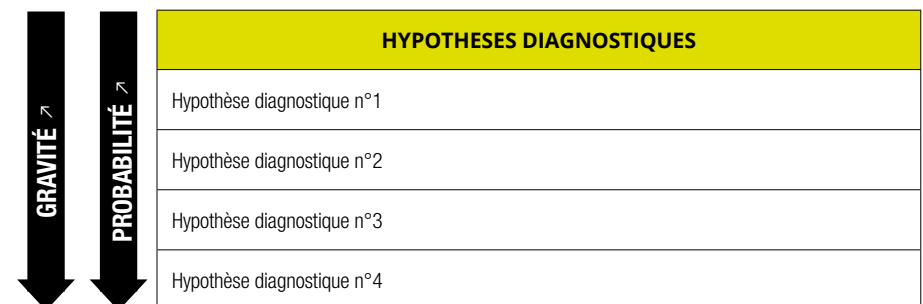 GRAVITÉ ↗
PROBABILITÉ ↗
HYPOTHESES DIAGNOSTIQUES
Hypothèse diagnostique n°1
Hypothèse diagnostique n°2
Hypothèse diagnostique n°3
Hypothèse diagnostique n°4